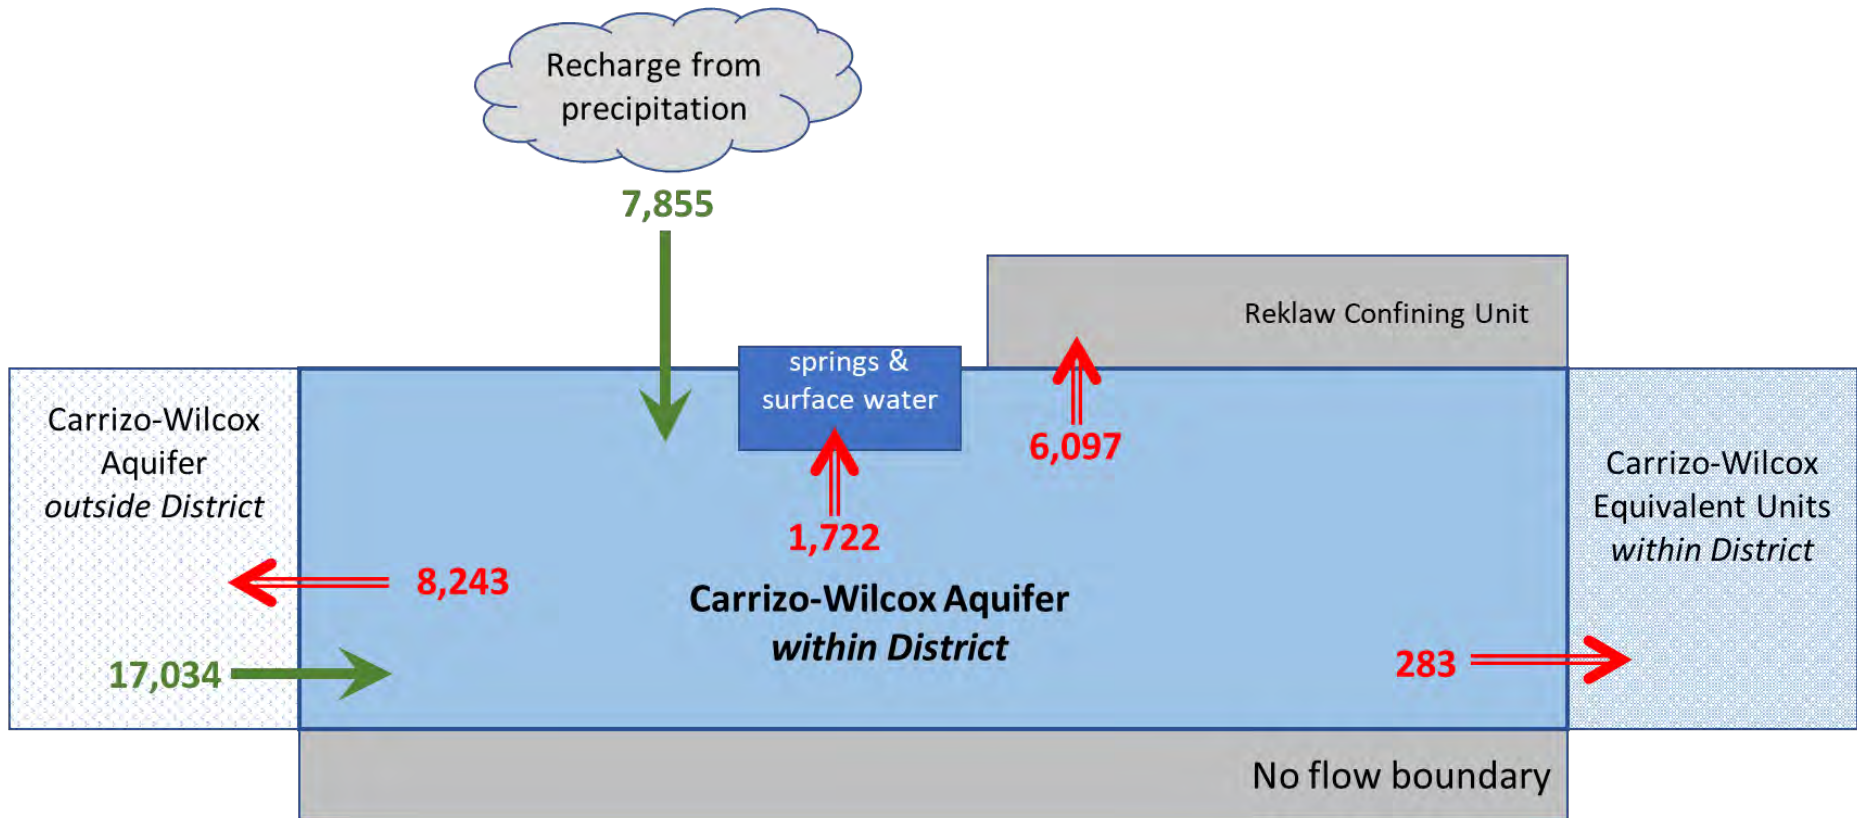 Recharge from
precipitation
7,855
Reklaw Confining Unit
springs &
surface water
6,097
1,722
Carrizo-Wilcox
Aquifer
outside District
8,243
17,034
Carrizo-Wilcox Aquifer
within District
Carrizo-Wilcox
Equivalent Units
within District
283
No flow boundary